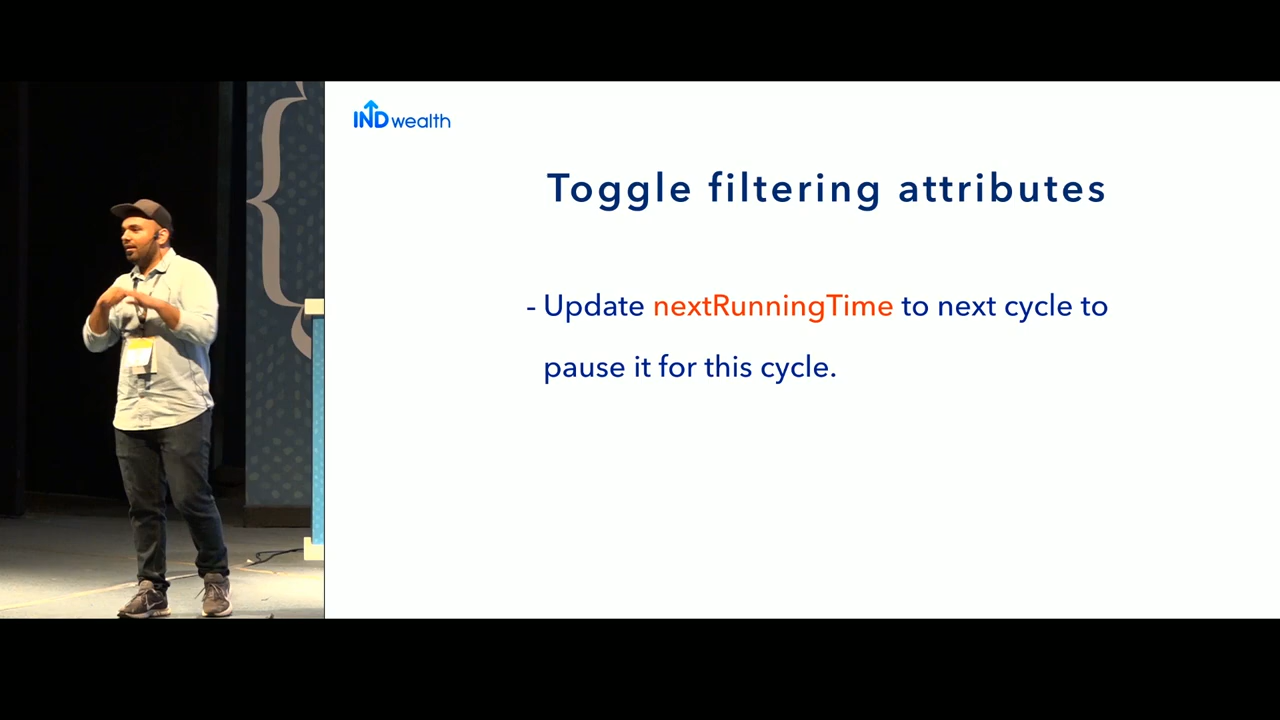 INDwealth
Toggle filtering attributes
- Update nextRunningTime to next cycle to
pause it for this cycle.